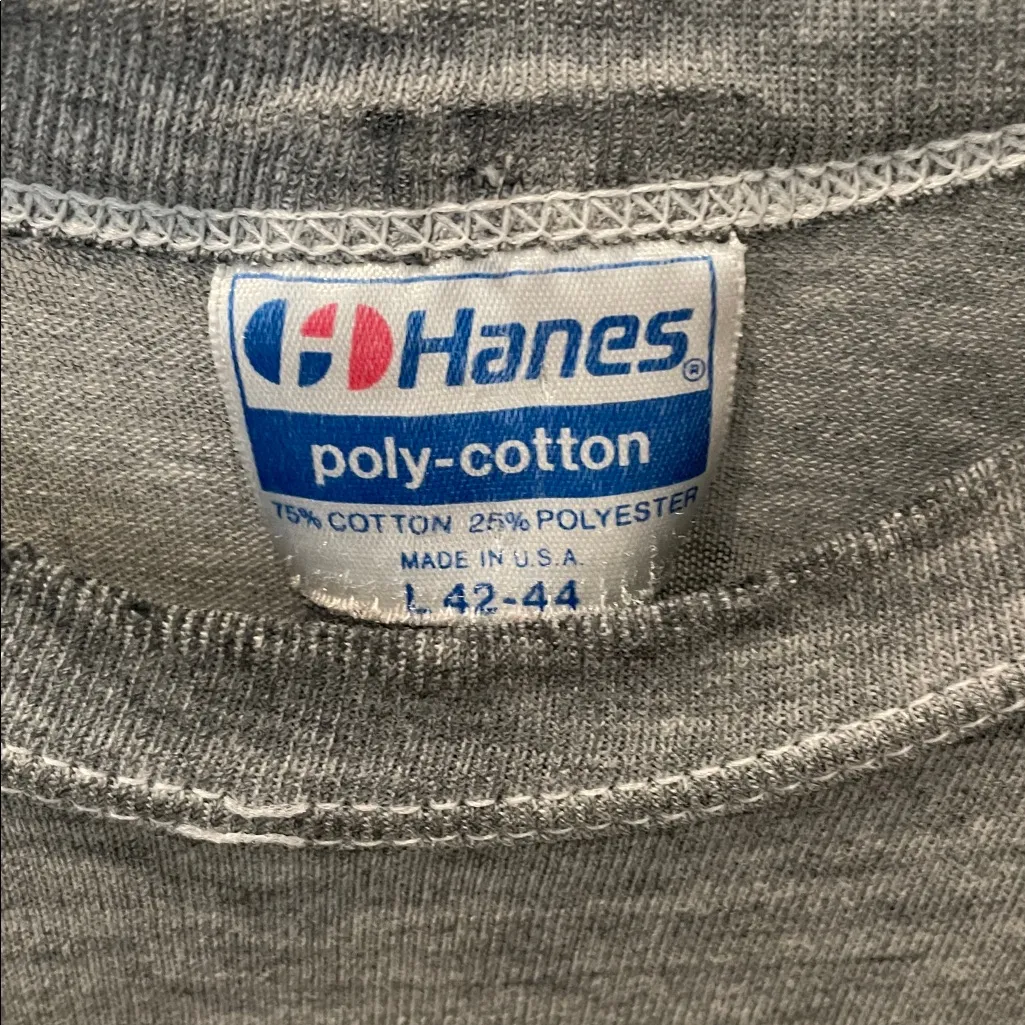 Hanes®
poly-cotton
75% COTTON 25% POLYESTER
MADE IN U.S.A.
L 42-44